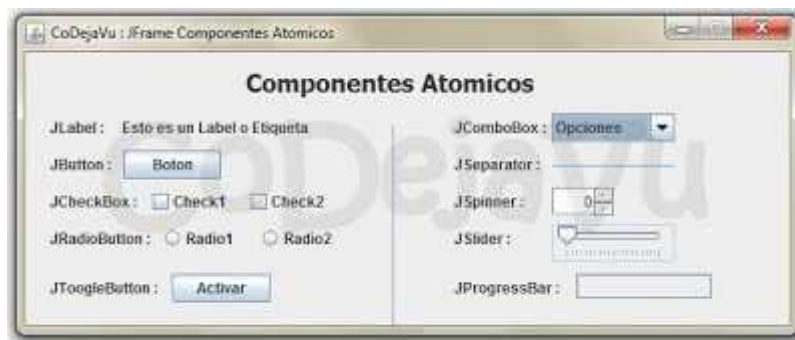 CoDejaVu : JFrame Componentes Atomicos
Componentes Atomicos
JLabel : Esto es un Label o Etiqueta
JButton : Boton
JCheckBox : Check1 Check2
JRadioButton : Radio1 Radio2
JToogleButton : Activar
JComboBox : Opciones
JSeparator :
JSpinner : 0
JSlider :
JProgressBar :
CoDejaVu